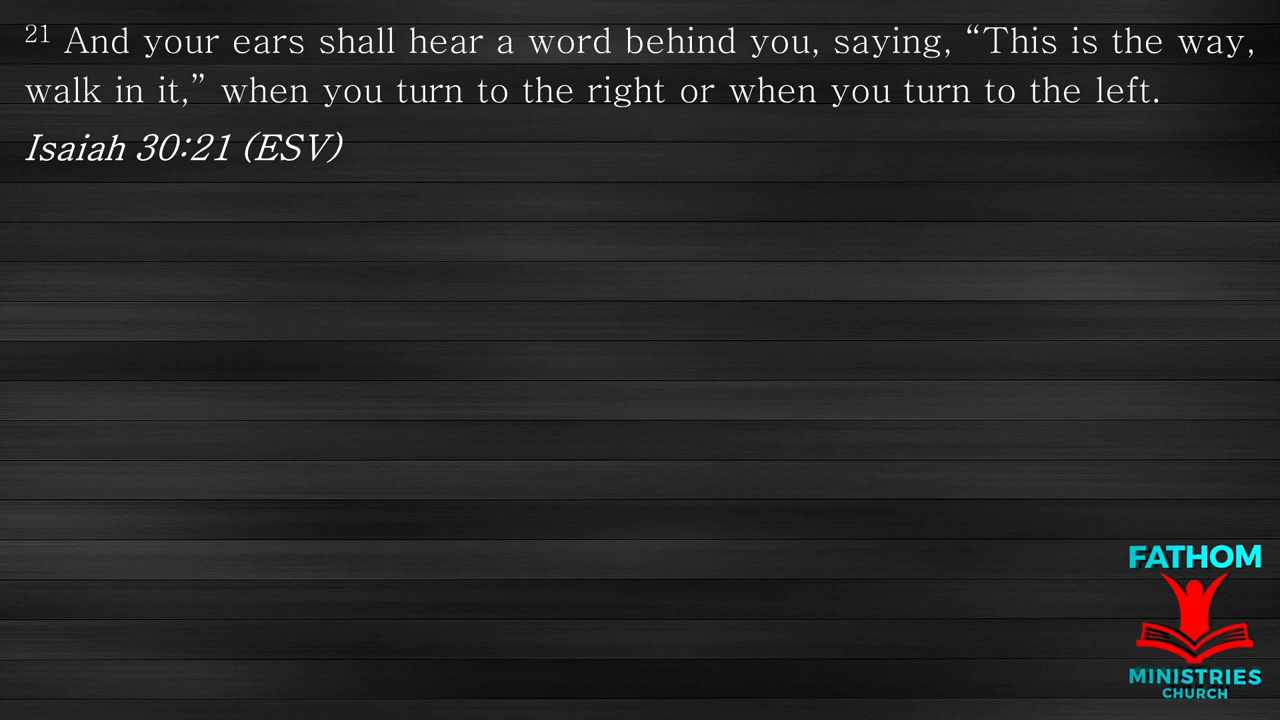 21 And your ears shall hear a word behind you, saying, “This is the way,
walk in it,” when you turn to the right or when you turn to the left.
Isaiah 30:21 (ESV)
FATHOM
MINISTRIES
CHURCH